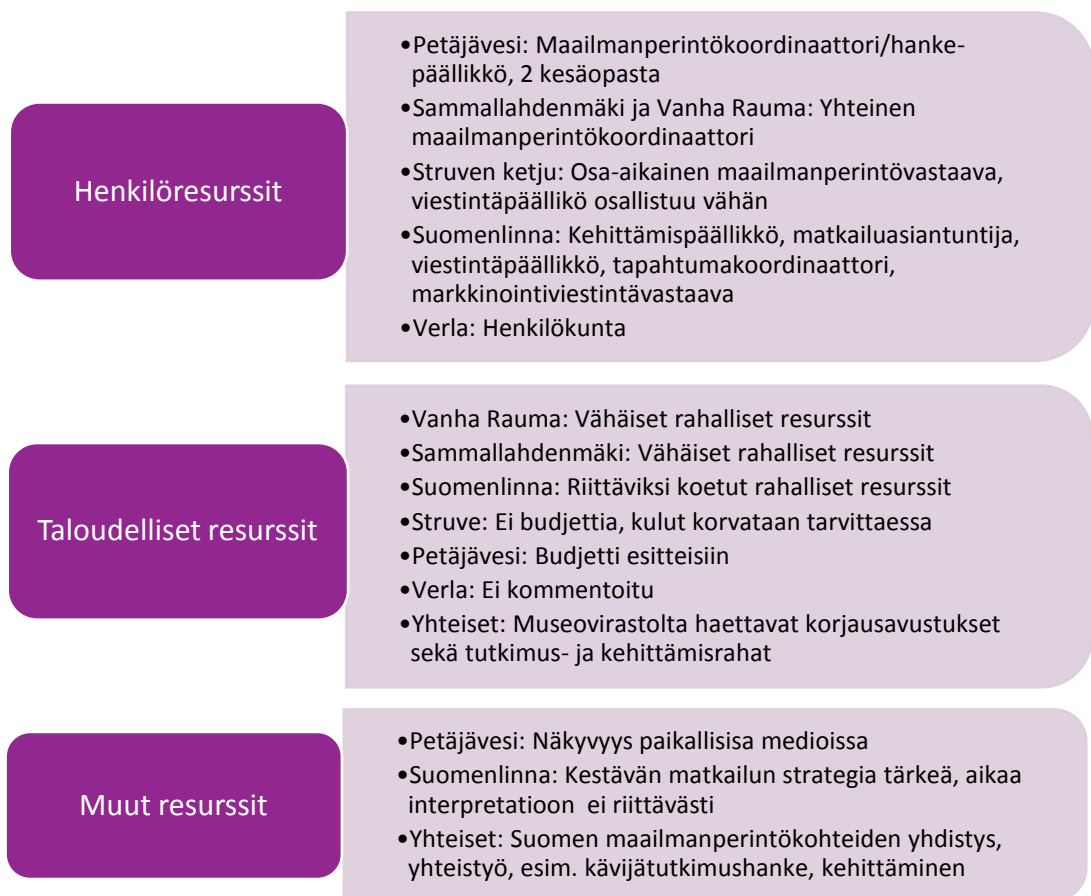 Henkilöresurssit
•Petäjävesi: Maailmanperintökoordinaattori/hanke-
päällikkö, 2 kesäopasta
•Sammallahdenmäki ja Vanha Rauma: Yhteinen
maailmanperintökoordinaattori
•Struven ketju: Osa-aikainen maailmanperintövastaava,
viestintäpäällikö osallistuu vähän
•Suomenlinna: Kehittämispäällikkö, matkailuasiantuntija,
viestintäpäällikkö, tapahtumakoordinaattori,
markkinointiviestintävastaava
•Verla: Henkilökunta
Taloudelliset resurssit
•Vanha Rauma: Vähäiset rahalliset resurssit
•Sammallahdenmäki: Vähäiset rahalliset resurssit
•Suomenlinna: Riittäviksi koetut rahalliset resurssit
•Struve: Ei budjettia, kulut korvataan tarvittaessa
•Petäjävesi: Budjetti esitteisiin
•Verla: Ei kommentoitu
•Yhteiset: Museovirastolta haettavat korjausavustukset
sekä tutkimus- ja kehittämisrahat
Muut resurssit
•Petäjävesi: Näkyvyys paikallisisa medioissa
•Suomenlinna: Kestävän matkailun strategia tärkeä, aikaa
interpretatioon ei riittävästi
•Yhteiset: Suomen maailmanperintökohteiden yhdistys,
yhteistyö, esim. kävijätutkimushanke, kehittäminen